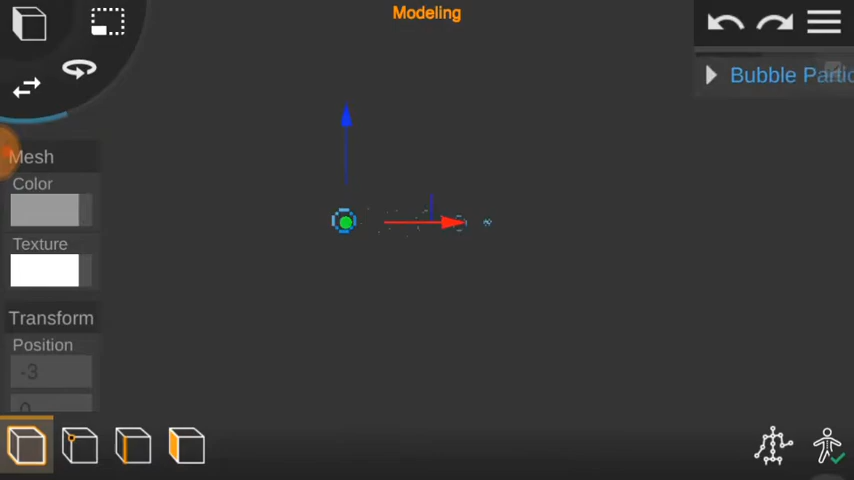 Modeling
Bubble Partic
Mesh
Color
Texture
Transform
Position
-3